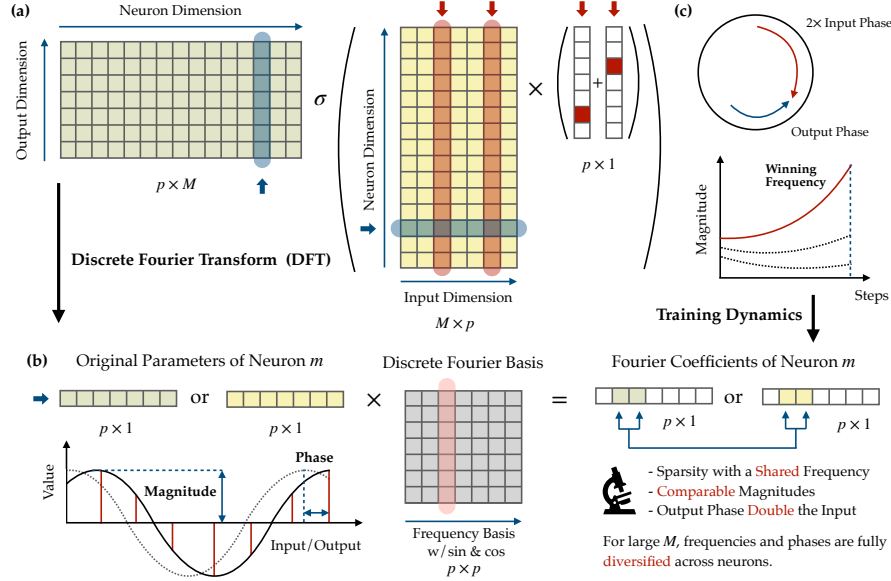 (a)
Neuron Dimension
Output Dimension
p × M
σ
Neuron Dimension
Input Dimension
M × p
×
+
p × 1
(c)
2× Input Phase
Output Phase
Winning
Frequency
Magnitude
Steps
Training Dynamics
Discrete Fourier Transform (DFT)
(b)
Original Parameters of Neuron m
or
p × 1
p × 1
×
Discrete Fourier Basis
Frequency Basis
w/sin & cos
p × p
=
Fourier Coefficients of Neuron m
or
p × 1
p × 1
Value
Magnitude
Phase
Input/Output
- Sparsity with a Shared Frequency
- Comparable Magnitudes
- Output Phase Double the Input
For large M, frequencies and phases are fully
diversified across neurons.